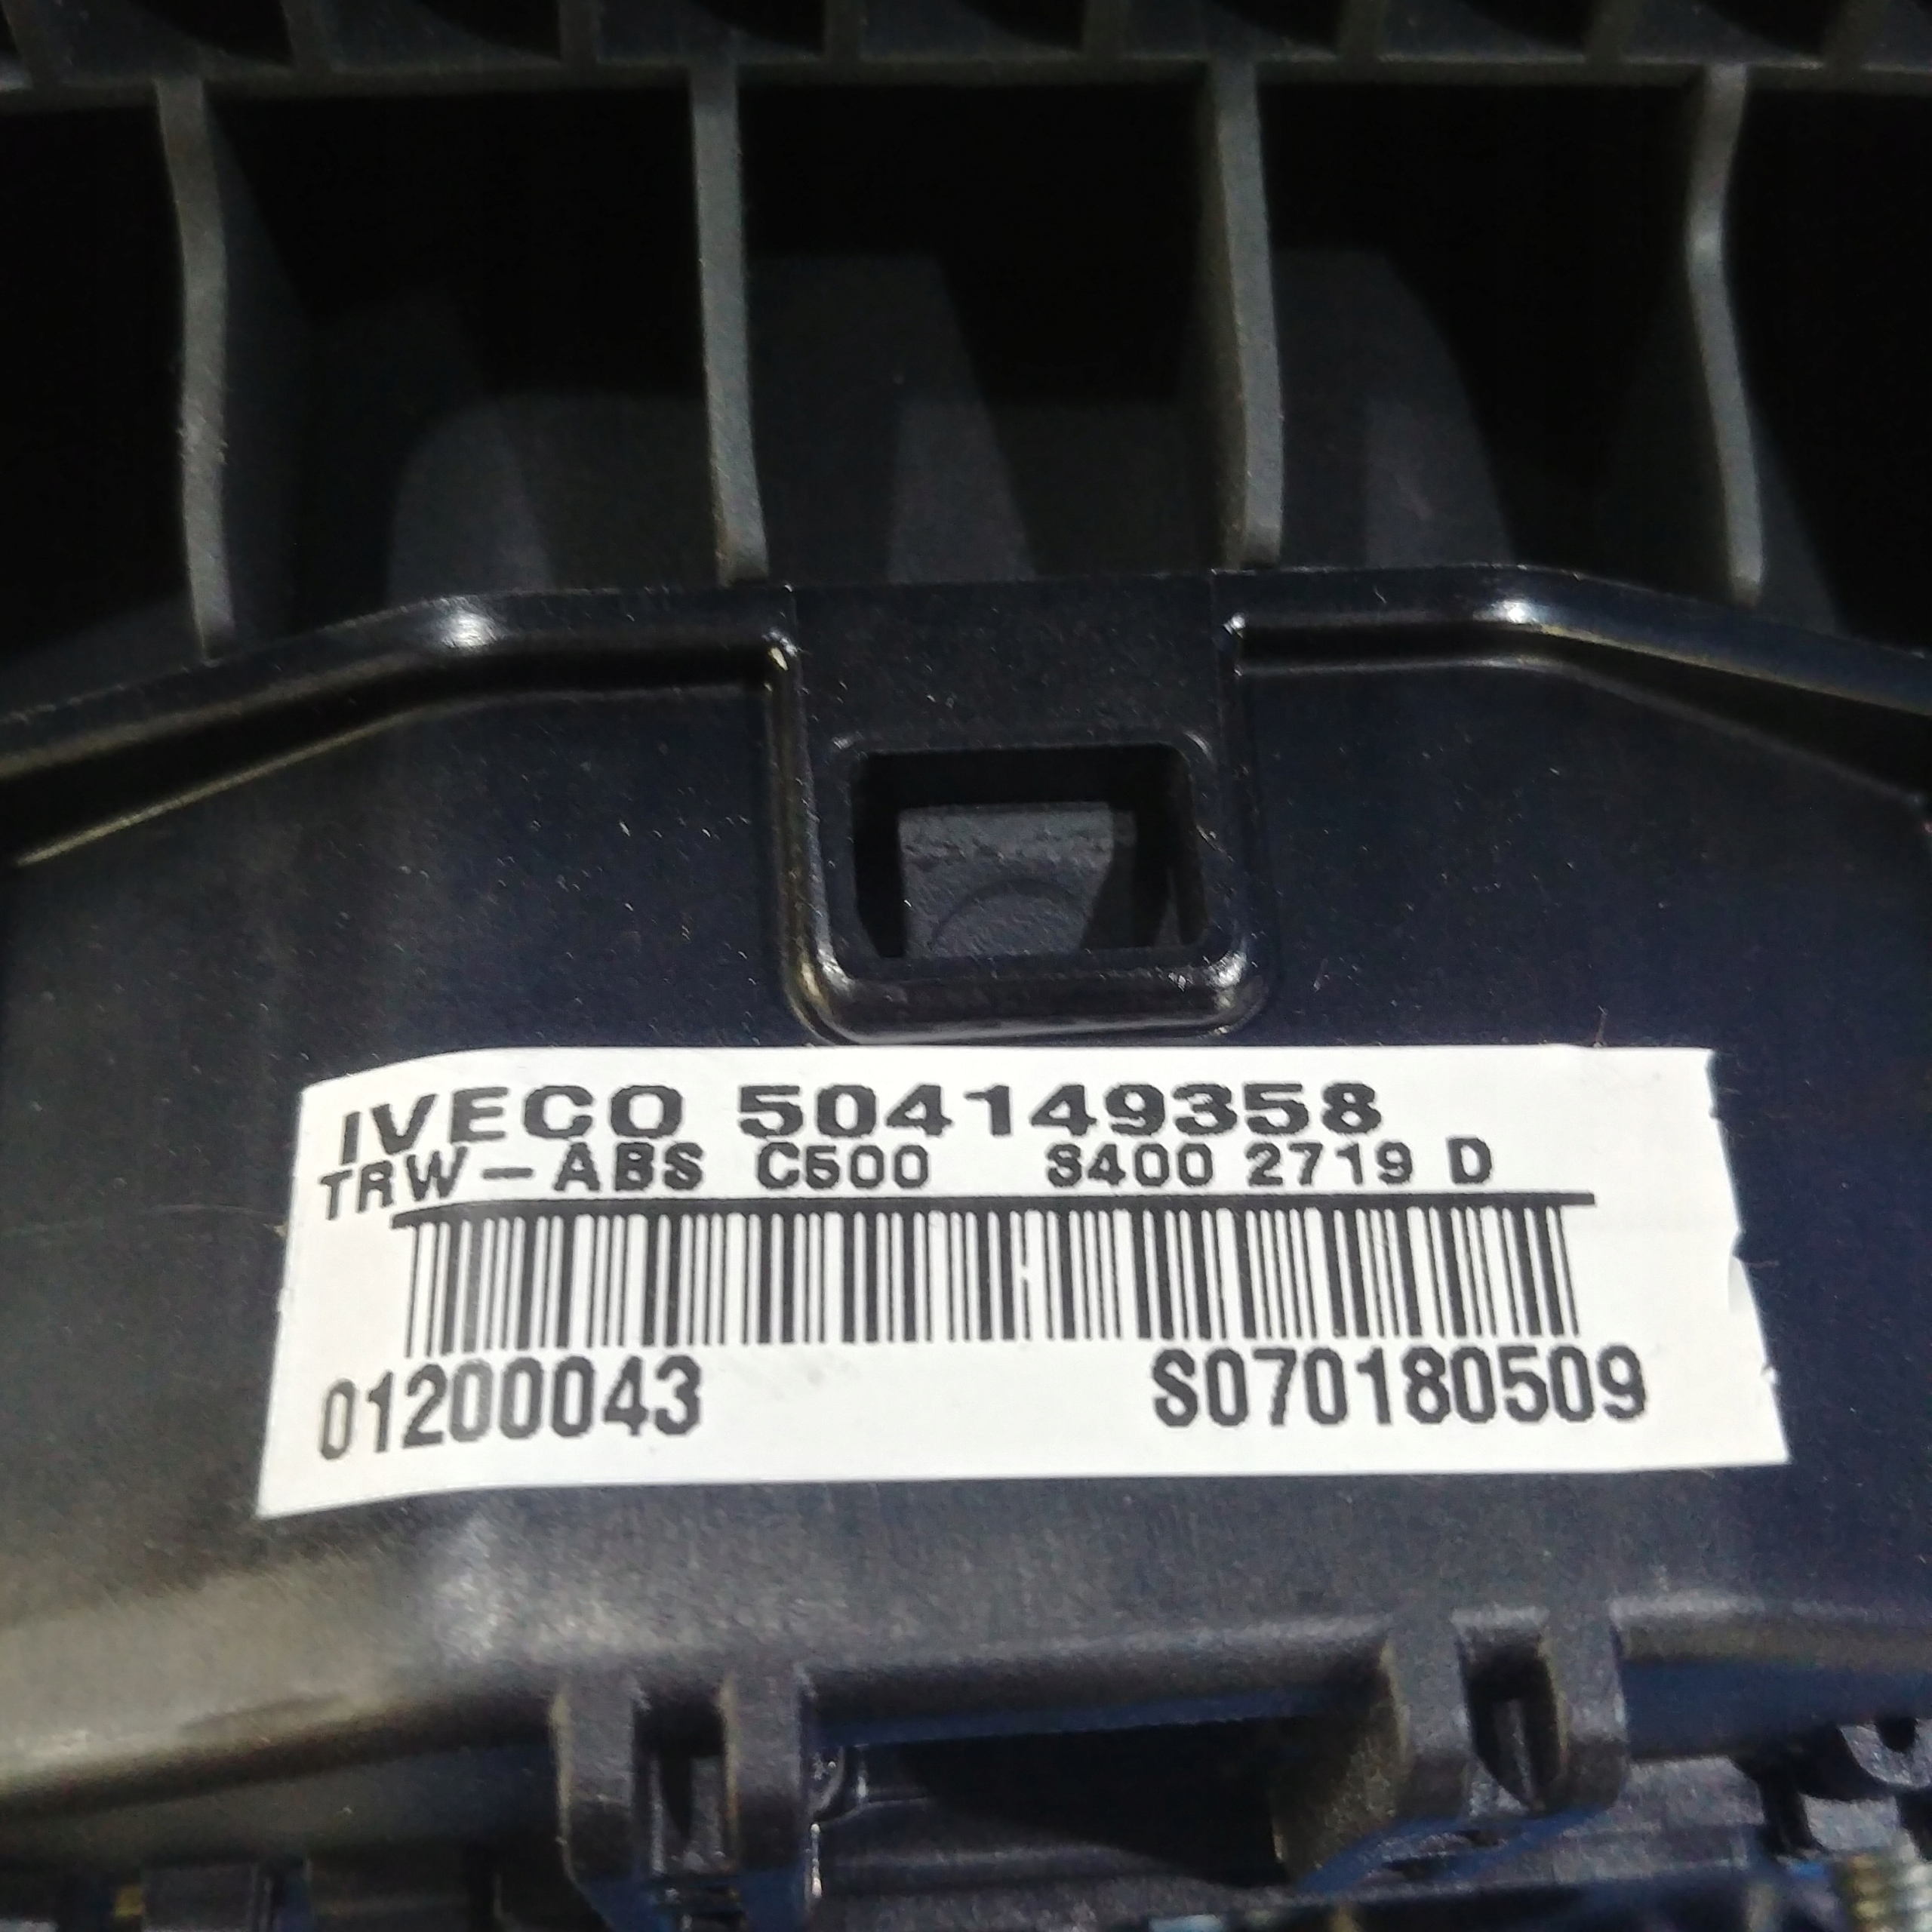 IVECO 504149358
TRW-ABS C500 3400 2719 D
01200043 S070180509